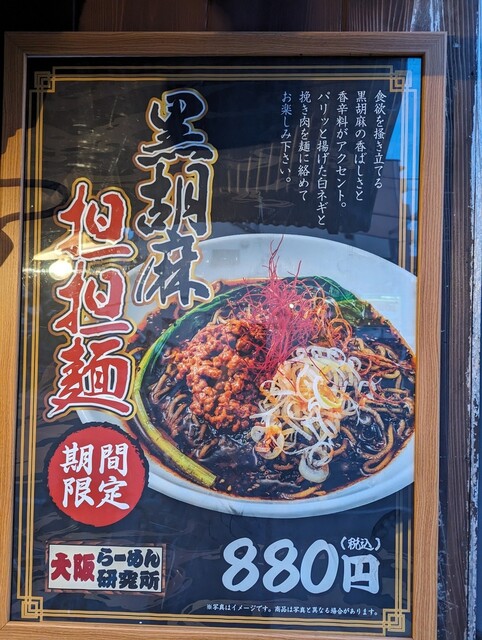 食欲を掻き立てる
黒胡麻の香ばしさと
香辛料がアクセント。
パリッと揚げた白ネギと
挽き肉を麺に絡めて
お楽しみ下さい。
黒胡麻
担担麺
期間
限定
大阪らーめん
研究所
880円(税込)
※写真はイメージです。商品は写真と異なる場合があります。